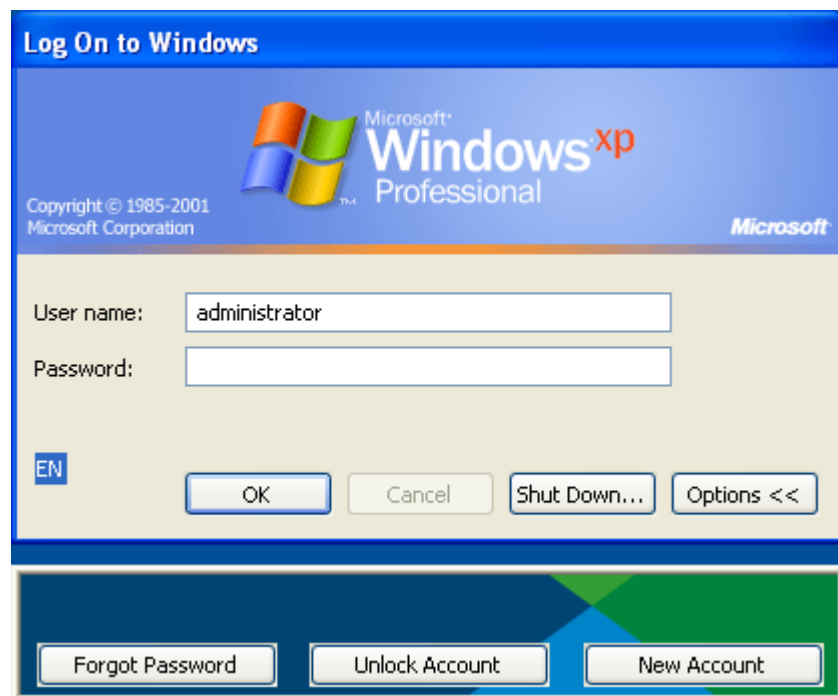 Log On to Windows
Microsoft
Windows xp
Professional
TM
Copyright © 1985-2001
Microsoft Corporation
Microsoft
User name: administrator
Password:
EN
OK Cancel Shut Down... Options <<
Forgot Password Unlock Account New Account